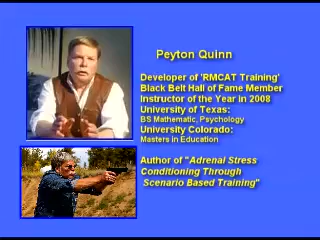 Peyton Quinn
Developer of 'RMCAT Training'
Black Belt Hall of Fame Member
Instructor of the Year in 2008
University of Texas:
BS Mathematic, Psychology
University Colorado:
Masters in Education
Author of "Adrenal Stress
Conditioning Through
Scenario Based Training"